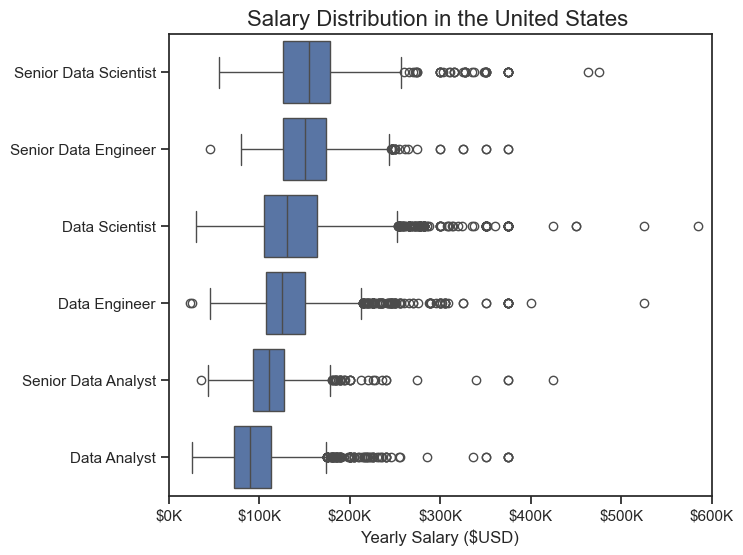 Salary Distribution in the United States
Senior Data Scientist
Senior Data Engineer
Data Scientist
Data Engineer
Senior Data Analyst
Data Analyst
$0K $100K $200K $300K $400K $500K $600K
Yearly Salary ($USD)